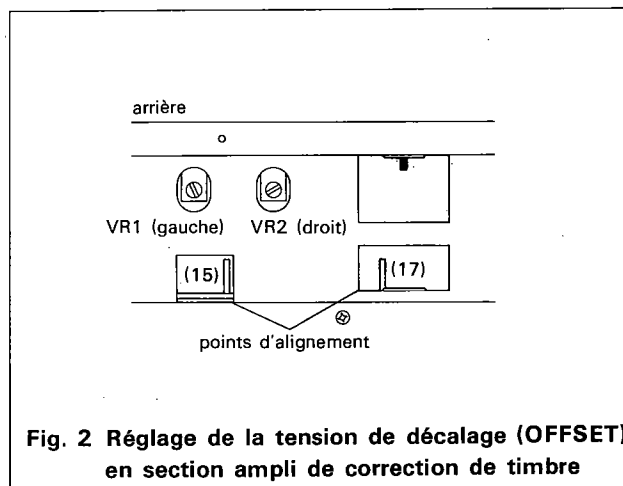 arrière
VR1 (gauche) VR2 (droit)
(15) (17)
points d'alignement
Fig. 2 Réglage de la tension de décalage (OFFSET)
en section ampli de correction de timbre